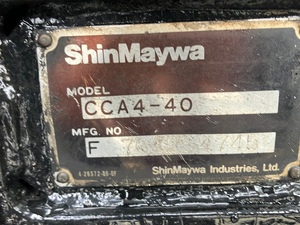 ShinMaywa
MODEL
CCA4-40
MFG. NO
F
ShinMaywa Industries, Ltd.